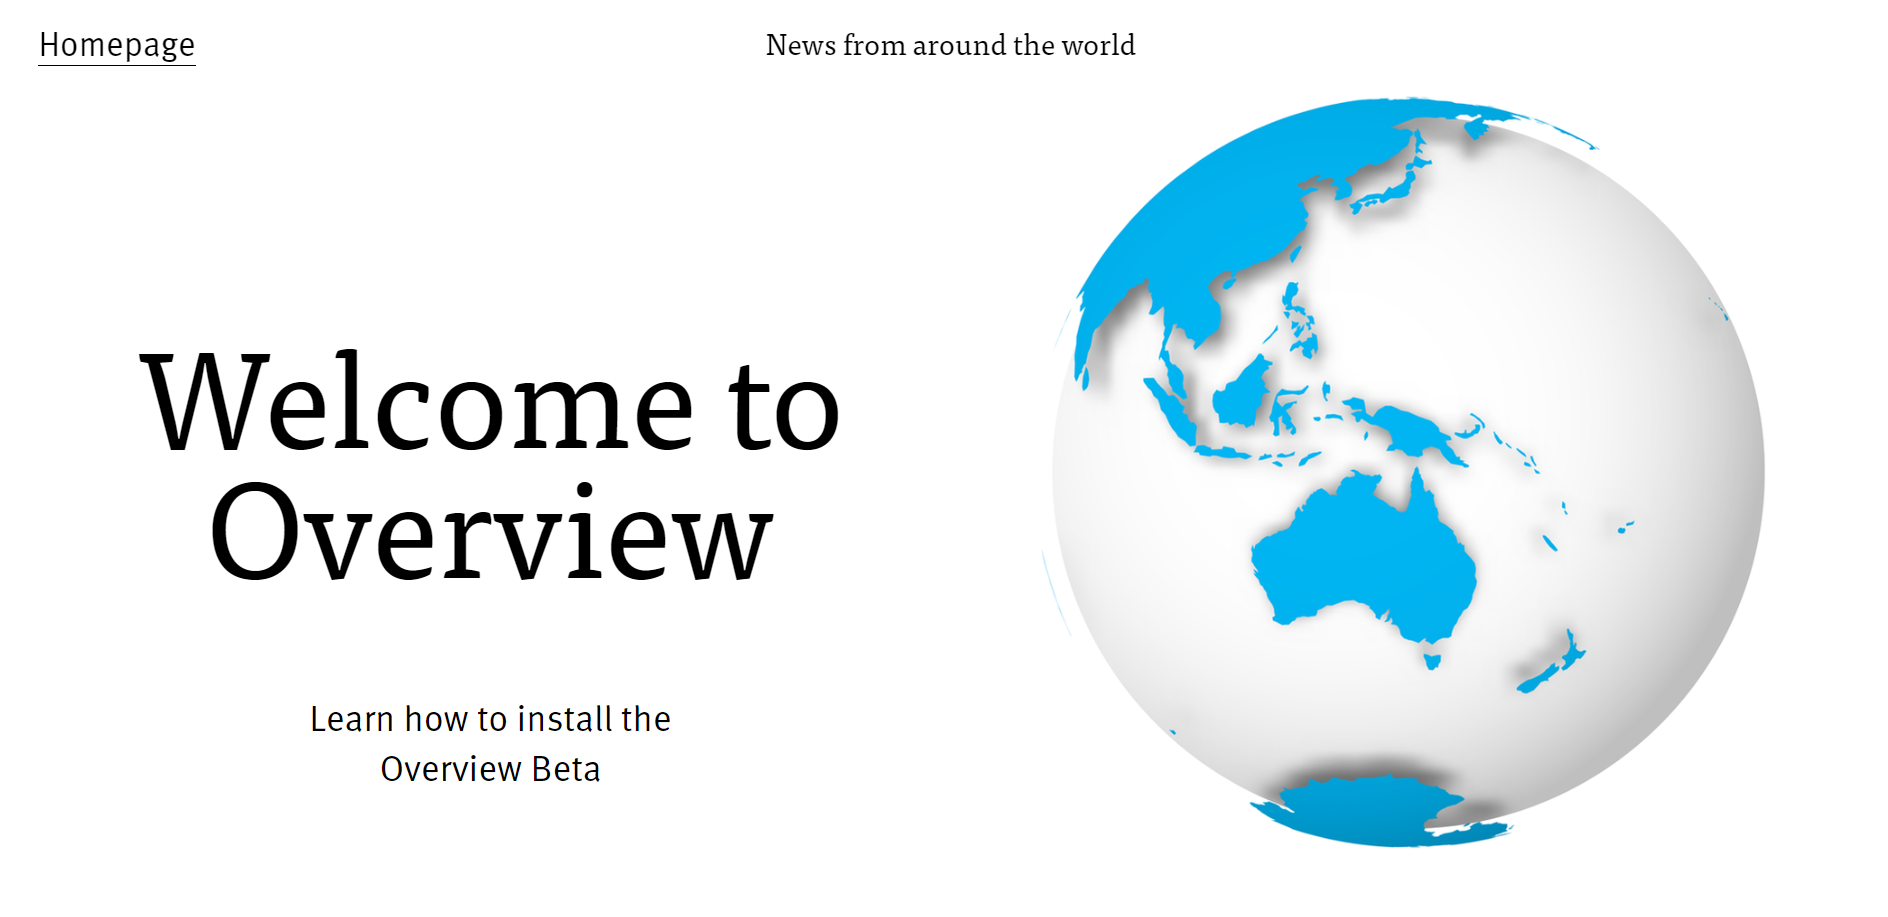 Homepage
News from around the world
Welcome to
Overview
Learn how to install the
Overview Beta